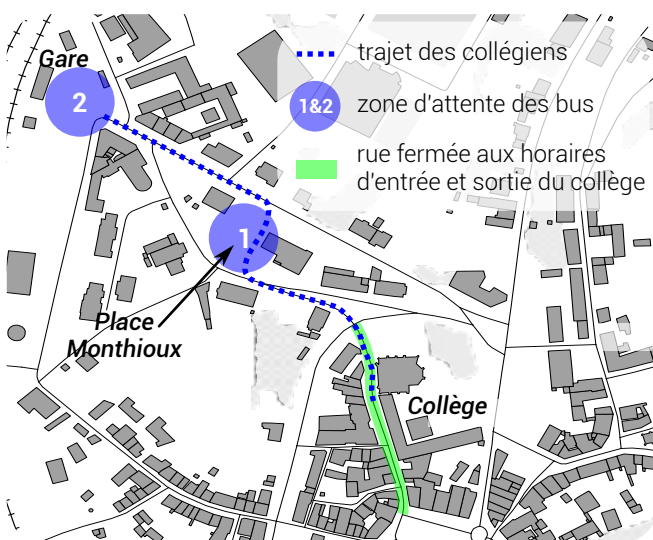 Gare
2
trajet des collégiens
1&2
zone d'attente des bus
rue fermée aux horaires
d'entrée et sortie du collège
1
Place
Monthioux
Collège